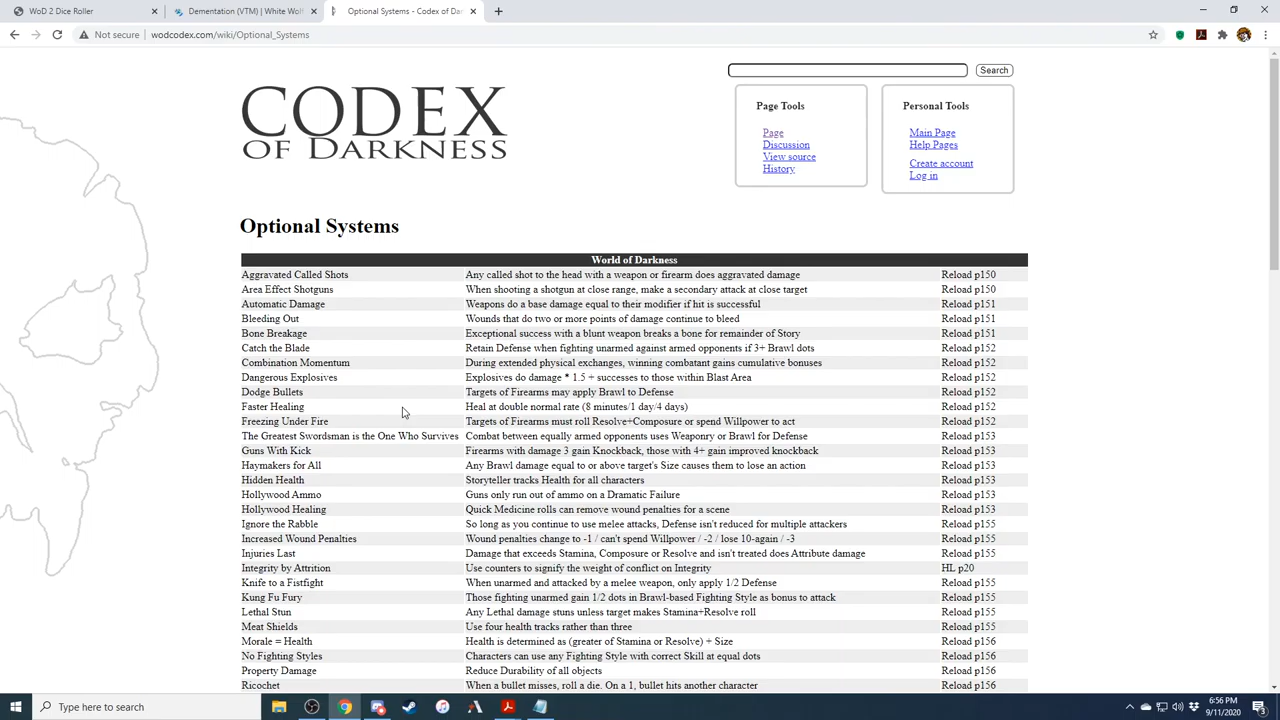 WoD 2 Dice Roller
Dementation (VTM) | White Wol
Optional Systems - Codex of Dark
Not secure | wodcodex.com/wiki/Optional_Systems
Search
CODEX
OF DARKNESS
Page Tools
Page
Discussion
View source
History
Personal Tools
Main Page
Help Pages
Create account
Log in
Optional Systems
World of Darkness
Aggravated Called Shots Any called shot to the head with a weapon or firearm does aggravated damage Reload p150
Area Effect Shotguns When shooting a shotgun at close range, make a secondary attack at close target Reload p150
Automatic Damage Weapons do a base damage equal to their modifier if hit is successful Reload p151
Bleeding Out Wounds that do two or more points of damage continue to bleed Reload p151
Bone Breakage Exceptional success with a blunt weapon breaks a bone for remainder of Story Reload p151
Catch the Blade Retain Defense when fighting unarmed against armed opponents if 3+ Brawl dots Reload p152
Combination Momentum During extended physical exchanges, winning combatant gains cumulative bonuses Reload p152
Dangerous Explosives Explosives do damage * 1.5 + successes to those within Blast Area Reload p152
Dodge Bullets Targets of Firearms may apply Brawl to Defense Reload p152
Faster Healing Heal at double normal rate (8 minutes/1 day/4 days) Reload p152
Freezing Under Fire Targets of Firearms must roll Resolve+Composure or spend Willpower to act Reload p152
The Greatest Swordsman is the One Who Survives Combat between equally armed opponents uses Weaponry or Brawl for Defense Reload p153
Guns With Kick Firearms with damage 3 gain Knockback, those with 4+ gain improved knockback Reload p153
Haymakers for All Any Brawl damage equal to or above target's Size causes them to lose an action Reload p153
Hidden Health Storyteller tracks Health for all characters Reload p153
Hollywood Ammo Guns only run out of ammo on a Dramatic Failure Reload p153
Hollywood Healing Quick Medicine rolls can remove wound penalties for a scene Reload p153
Ignore the Rabble So long as you continue to use melee attacks, Defense isn't reduced for multiple attackers Reload p155
Increased Wound Penalties Wound penalties change to -1 / can't spend Willpower / -2 / lose 10-again / -3 Reload p155
Injuries Last Damage that exceeds Stamina, Composure or Resolve and isn't treated does Attribute damage Reload p155
Integrity by Attrition Use counters to signify the weight of conflict on Integrity HL p20
Knife to a Fistfight When unarmed and attacked by a melee weapon, only apply 1/2 Defense Reload p155
Kung Fu Fury Those fighting unarmed gain 1/2 dots in Brawl-based Fighting Style as bonus to attack Reload p155
Lethal Stun Any Lethal damage stuns unless target makes Stamina+Resolve roll Reload p155
Meat Shields Use four health tracks rather than three Reload p155
Morale = Health Health is determined as (greater of Stamina or Resolve) + Size Reload p156
No Fighting Styles Characters can use any Fighting Style with correct Skill at equal dots Reload p156
Property Damage Reduce Durability of all objects Reload p156
Ricochet When a bullet misses, roll a die. On a 1, bullet hits another character Reload p156
Type here to search
6:56 PM
9/11/2020
3